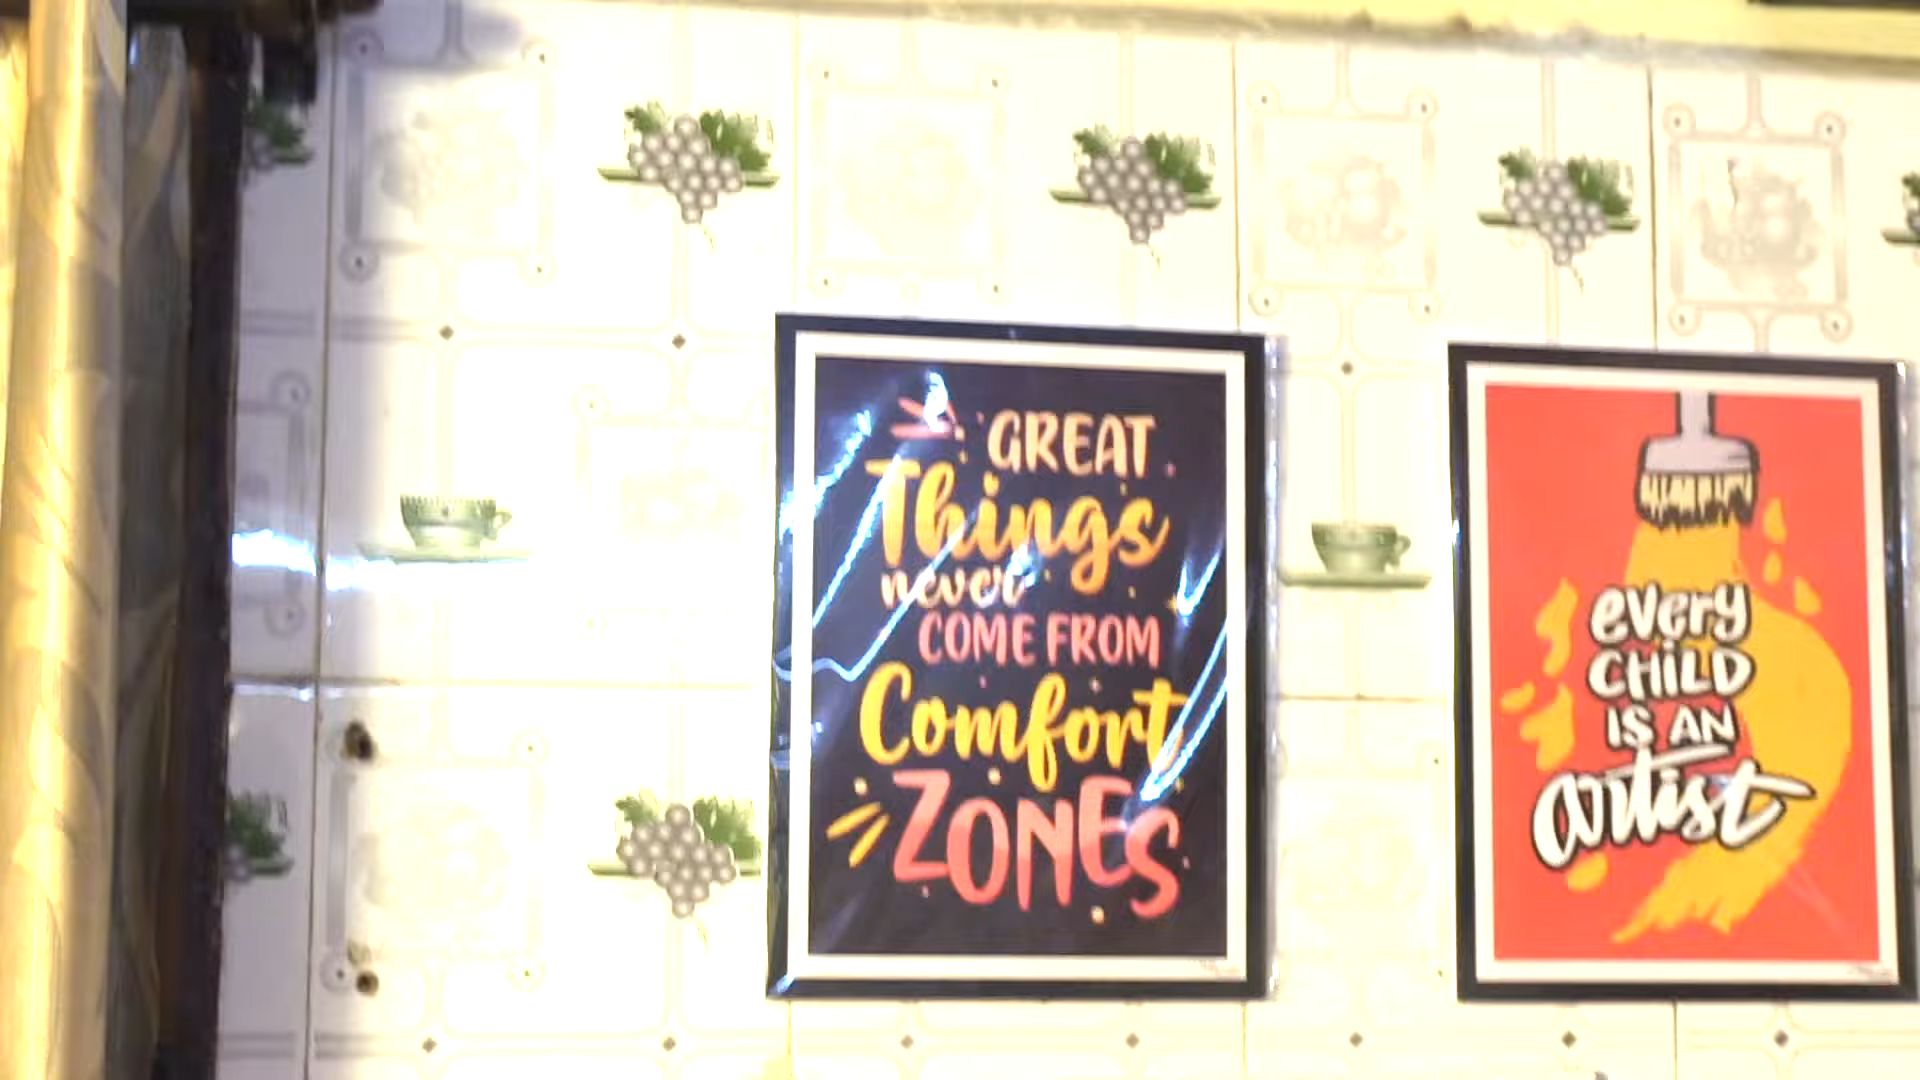 GREAT
Things
never
COME FROM
Comfort
ZONES
every
CHiLD
IS AN
artist